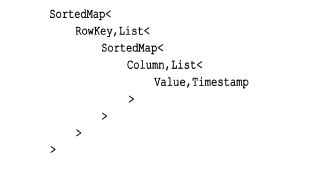 SortedMap<
RowKey,List<
SortedMap<
Column,List<
Value,Timestamp
>
>
>
>